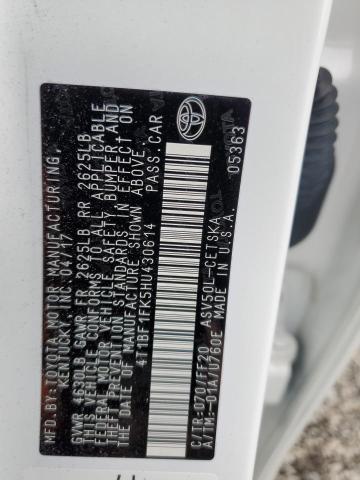 MFD. BY: TOYOTA MOTOR MANUFACTURING,
KENTUCKY, INC. 04/17
GVWR 4630LB GAWR FR 2625LB RR 2625LB
THIS VEHICLE CONFORMS TO ALL APPLICABLE
FEDERAL MOTOR VEHICLE SAFETY, BUMPER AND
THEFT PREVENTION STANDARDS IN EFFECT ON
THE DATE OF MANUFACTURE SHOWN ABOVE.
4T1BF1FK5HU430614 PASS.CAR
C/TR:070/FF20 ASV50L-CETSKA
A/TM:-01A/U760E MADE IN U.S.A. 05363